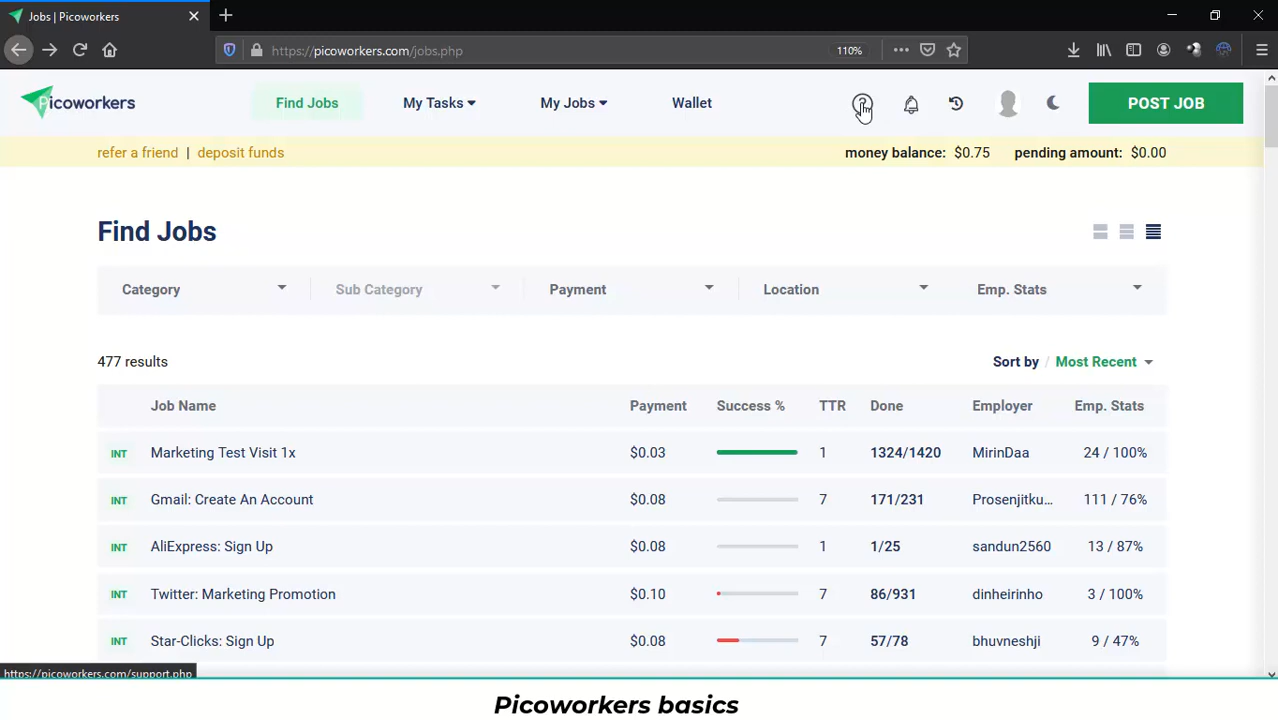 Jobs | Picoworkers
https://picoworkers.com/jobs.php
110%
picoworkers
Find Jobs
My Tasks
My Jobs
Wallet
POST JOB
refer a friend | deposit funds
money balance: $0.75 pending amount: $0.00
Find Jobs
Category
Sub Category
Payment
Location
Emp. Stats
477 results
Sort by / Most Recent
Job Name Payment Success % TTR Done Employer Emp. Stats
INT Marketing Test Visit 1x $0.03 1 1324/1420 MirinDaa 24 / 100%
INT Gmail: Create An Account $0.08 7 171/231 Prosenjitku... 111 / 76%
INT AliExpress: Sign Up $0.08 1 1/25 sandun2560 13 / 87%
INT Twitter: Marketing Promotion $0.10 7 86/931 dinheirinho 3 / 100%
INT Star-Clicks: Sign Up $0.08 7 57/78 bhuvneshji 9 / 47%
https://picoworkers.com/support.php
Picoworkers basics